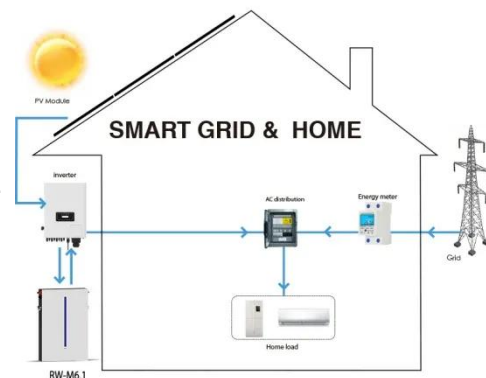 PV Module
SMART GRID & HOME
Inverter
AC distribution
Energy meter
Grid
Home load
RW-M6.1